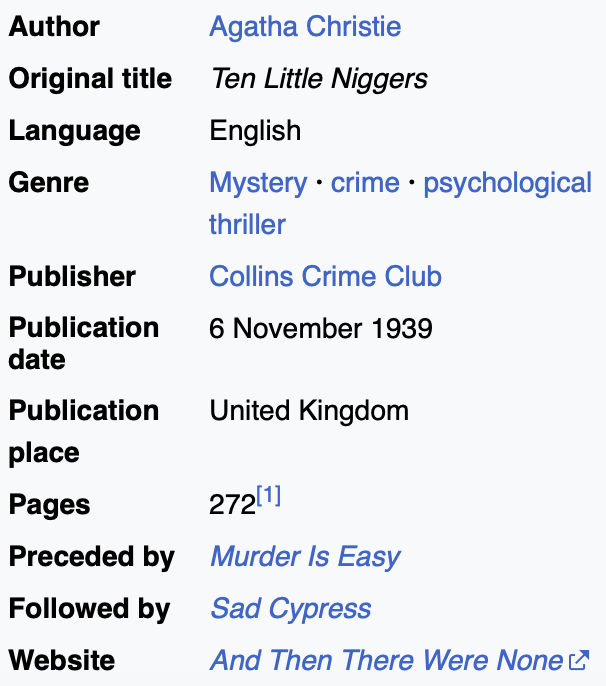 Author Agatha Christie
Original title Ten Little Niggers
Language English
Genre Mystery · crime · psychological
thriller
Publisher Collins Crime Club
Publication
date 6 November 1939
Publication
place United Kingdom
Pages 272[1]
Preceded by Murder Is Easy
Followed by Sad Cypress
Website And Then There Were None